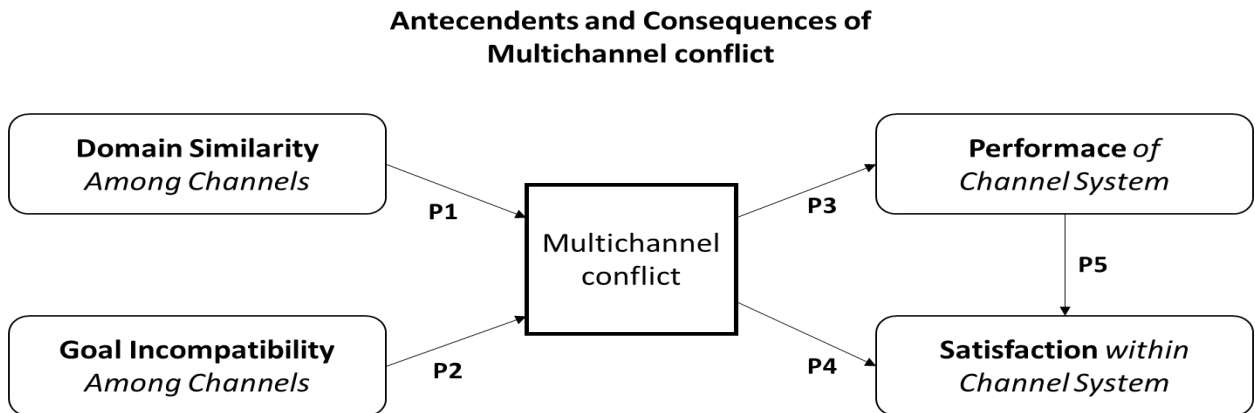 Antecendents and Consequences of
Multichannel conflict
Domain Similarity
Among Channels
P1
Goal Incompatibility
Among Channels
P2
Multichannel
conflict
P3
Performace of
Channel System
P5
P4
Satisfaction within
Channel System